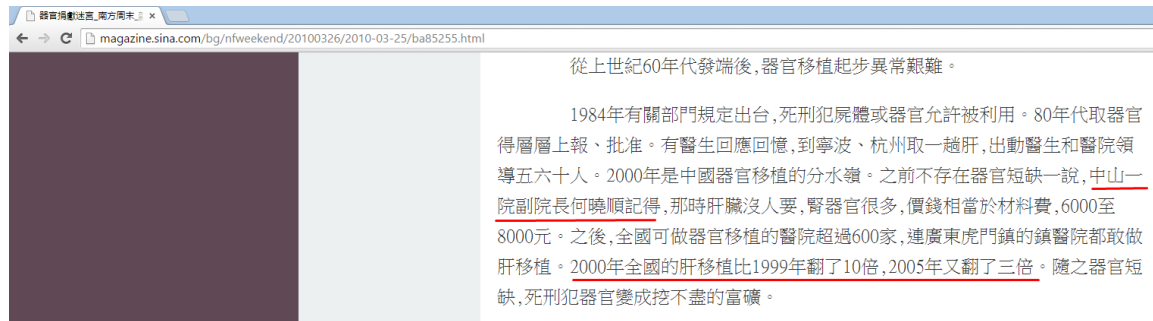 器官捐獻迷宮_南方周末_
magazine.sina.com/bg/nfweekend/20100326/2010-03-25/ba85255.html
從上世紀60年代發端後,器官移植起步異常艱難。
1984年有關部門規定出台,死刑犯屍體或器官允許被利用。80年代取器官
得層層上報、批准。有醫生回應回憶,到寧波、杭州取一趟肝,出動醫生和醫院領
導五六十人。2000年是中國器官移植的分水嶺。之前不存在器官短缺一說,中山一
院副院長何曉順記得,那時肝臟沒人要,腎器官很多,價錢相當於材料費,6000至
8000元。之後,全國可做器官移植的醫院超過600家,連廣東虎門鎮的鎮醫院都敢做
肝移植。2000年全國的肝移植比1999年翻了10倍,2005年又翻了三倍。隨之器官短
缺,死刑犯器官變成挖不盡的富礦。